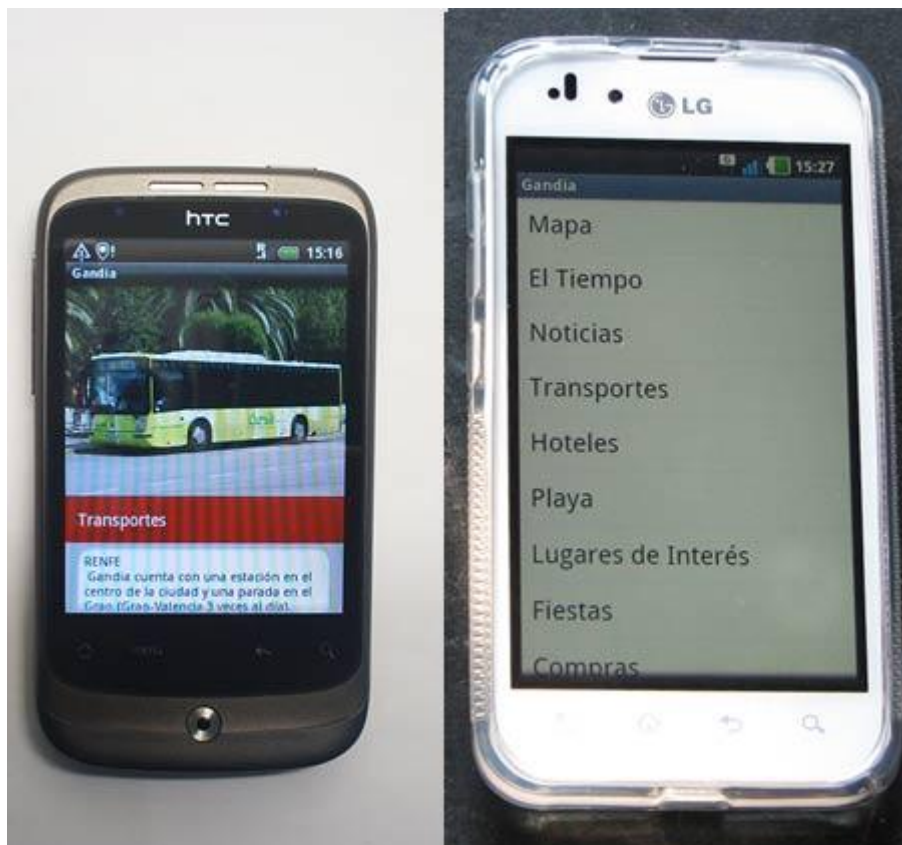 hTC
15:16
Gandia
Transportes
RENFE
Gandia cuenta con una estación en el
centro de la ciudad y una parada en el
Grao (Grao-Valencia 3 veces al día).
LG
G
15:27
Gandia
Mapa
El Tiempo
Noticias
Transportes
Hoteles
Playa
Lugares de Interés
Fiestas
Compras